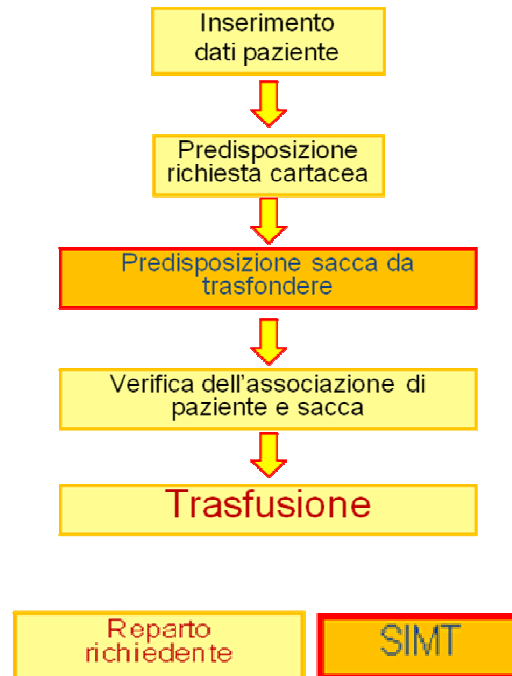 Inserimento
dati paziente
Predisposizione
richiesta cartacea
Predisposizione sacca da
trasfondere
Verifica dell'associazione di
paziente e sacca
Trasfusione
Reparto
richiedente
SIMT